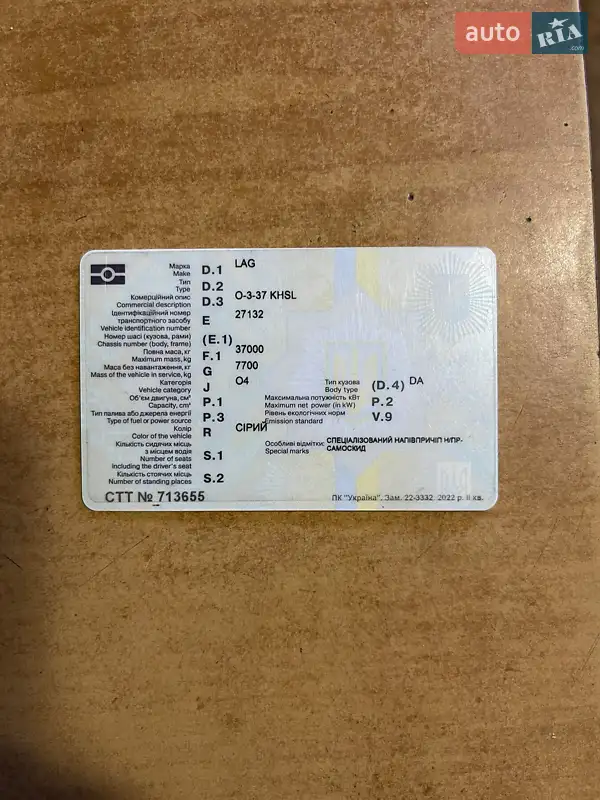 auto RIA.com
Марка D.1 LAG
Make
Тип D.2
Type
Комерційний опис D.3 О-3-37 KHSL
Commercial description
Ідентифікаційний номер
транспортного засобу E 27132
Vehicle identification number
Номер шасі (кузова, рами) (E.1)
Chassis number (body, frame)
Повна маса, кг F.1 37000
Maximum mass, kg
Маса без навантаження, кг G 7700
Mass of the vehicle in service, kg
Категорія J О4 Тип кузова (D.4) DA
Vehicle category Body type
Об'єм двигуна, см³ P.1 Максимальна потужність кВт P.2
Capacity, cm³ Maximum net power (in kW)
Тип палива або джерела енергії P.3 Рівень екологічних норм V.9
Type of fuel or power source Emission standard
Колір R СІРИЙ
Color of the vehicle
Кількість сидячих місць
з місцем водія S.1 Особливі відмітки: СПЕЦІАЛІЗОВАНИЙ НАПІВПРИЧІП Н/ПР-
Number of seats Special marks САМОСКИД
Including the driver's seat
Кількість стоячих місць S.2
Number of standing places
СТТ № 713655 ПК "Україна". Зам. 22-3332. 2022 р. II кв.